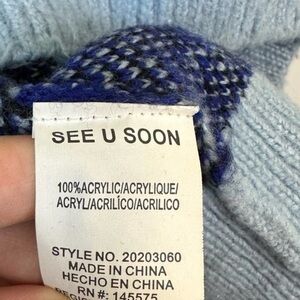 SEE U SOON
100%ACRYLIC/ACRYLIQUE/
ACRYL/ACRILÍCO/ACRILICO
STYLE NO. 20203060
MADE IN CHINA
HECHO EN CHINA
RN #: 145575